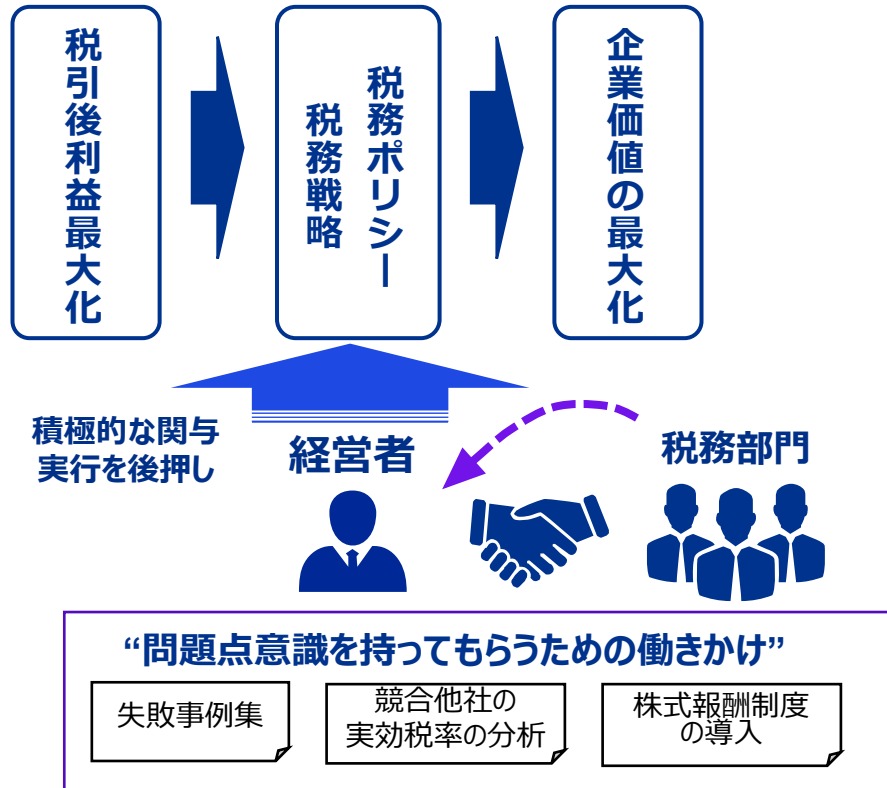 税引後利益最大化
税務ポリシー
税務戦略
企業価値の最大化
積極的な関与
実行を後押し
経営者
税務部門
“問題点意識を持ってもらうための働きかけ”
失敗事例集
競合他社の
実効税率の分析
株式報酬制度
の導入